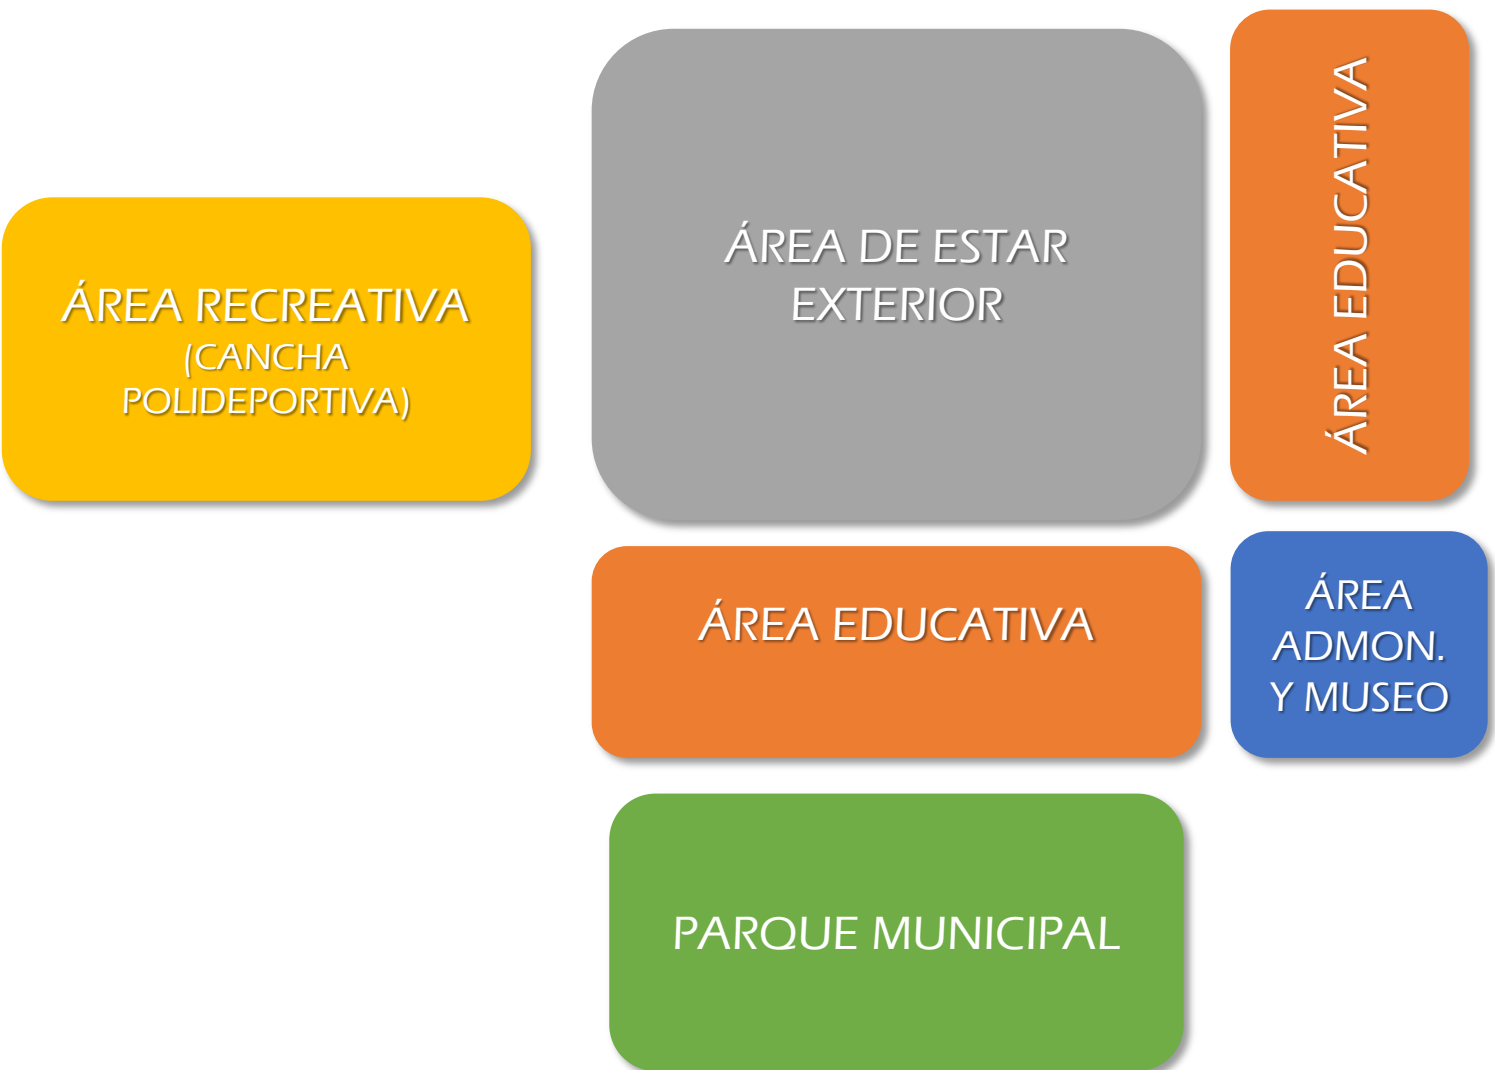 ÁREA RECREATIVA
(CANCHA
POLIDEPORTIVA)
ÁREA DE ESTAR
EXTERIOR
ÁREA EDUCATIVA
ÁREA EDUCATIVA
ÁREA
ADMON.
Y MUSEO
PARQUE MUNICIPAL